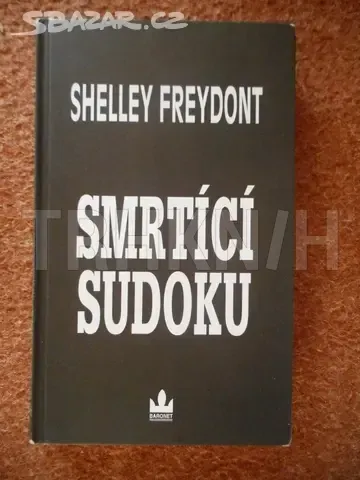 SBAZAR.CZ
SHELLEY FREYDONT
SMRTÍCÍ
SUDOKU
BARONET